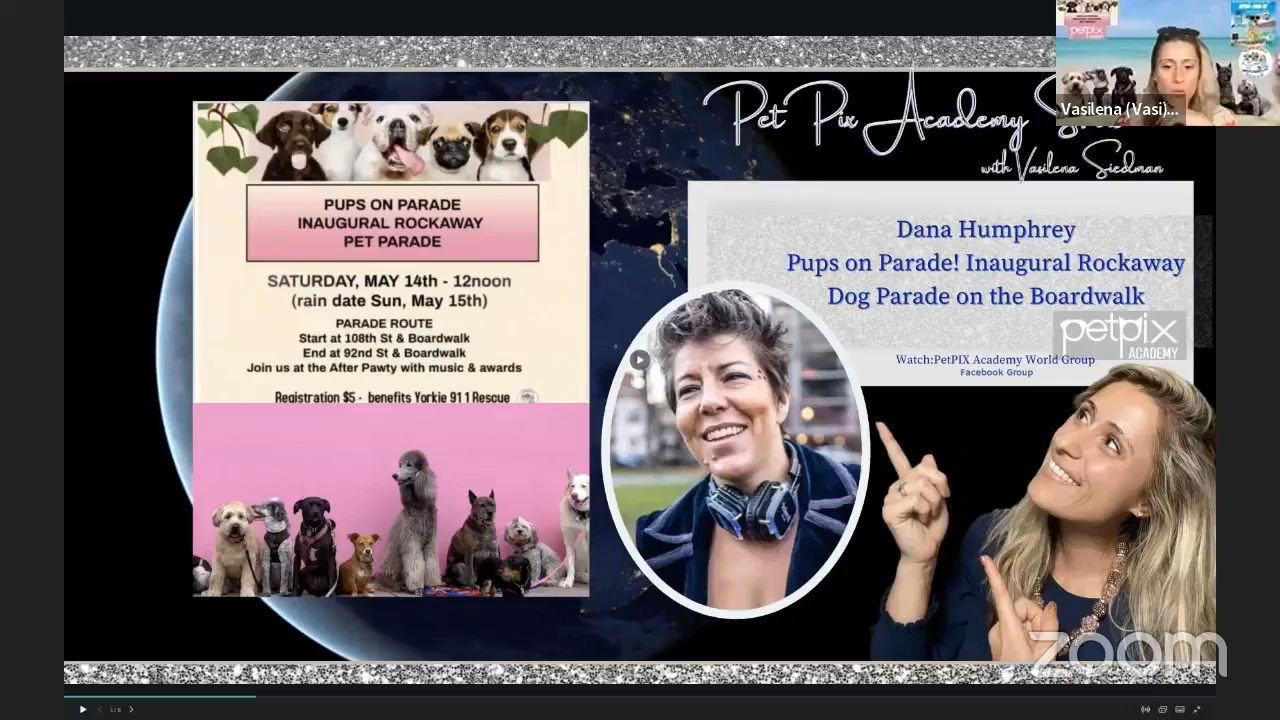 PUPS ON PARADE
INAUGURAL ROCKAWAY
PET PARADE
SATURDAY, MAY 14th - 12noon
(rain date Sun, May 15th)
PARADE ROUTE
Start at 108th St & Boardwalk
End at 92nd St & Boardwalk
Join us at the After Pawty with music & awards
Registration $5 - benefits Yorkie 911 Rescue
Pet Pix Academy
with Vasilena Siedman
petpix
Vasilena (Vasi)...
Dana Humphrey
Pups on Parade! Inaugural Rockaway
Dog Parade on the Boardwalk
petpix
ACADEMY
Watch:PetPIX Academy World Group
Facebook Group
zoom
1/6